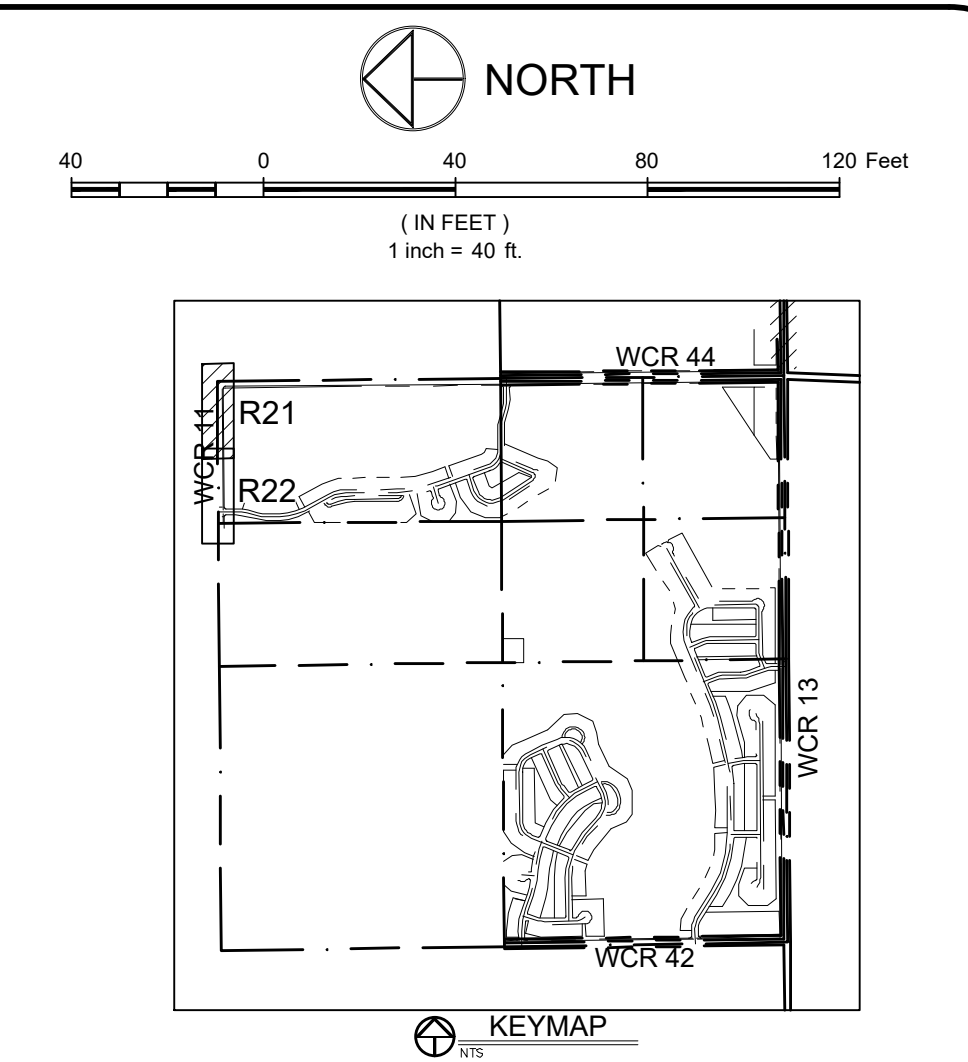 NORTH
40 0 40 80 120 Feet
( IN FEET )
1 inch = 40 ft.
WCR 44
WCR 11
R21
R22
WCR 13
WCR 42
KEYMAP
NTS